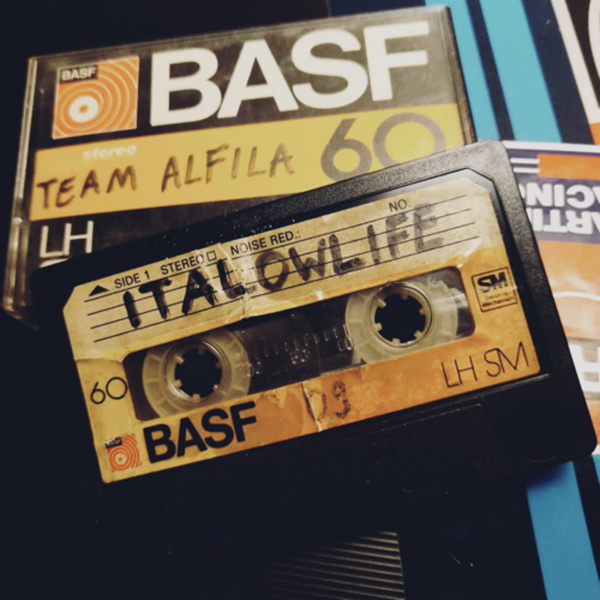 BASF
BASF
stereo
60
TEAM ALFILA
LH
SIDE 1 STEREO NOISE RED.: NO.
ITALOWLIFE
SM
60
LH SM
BASF